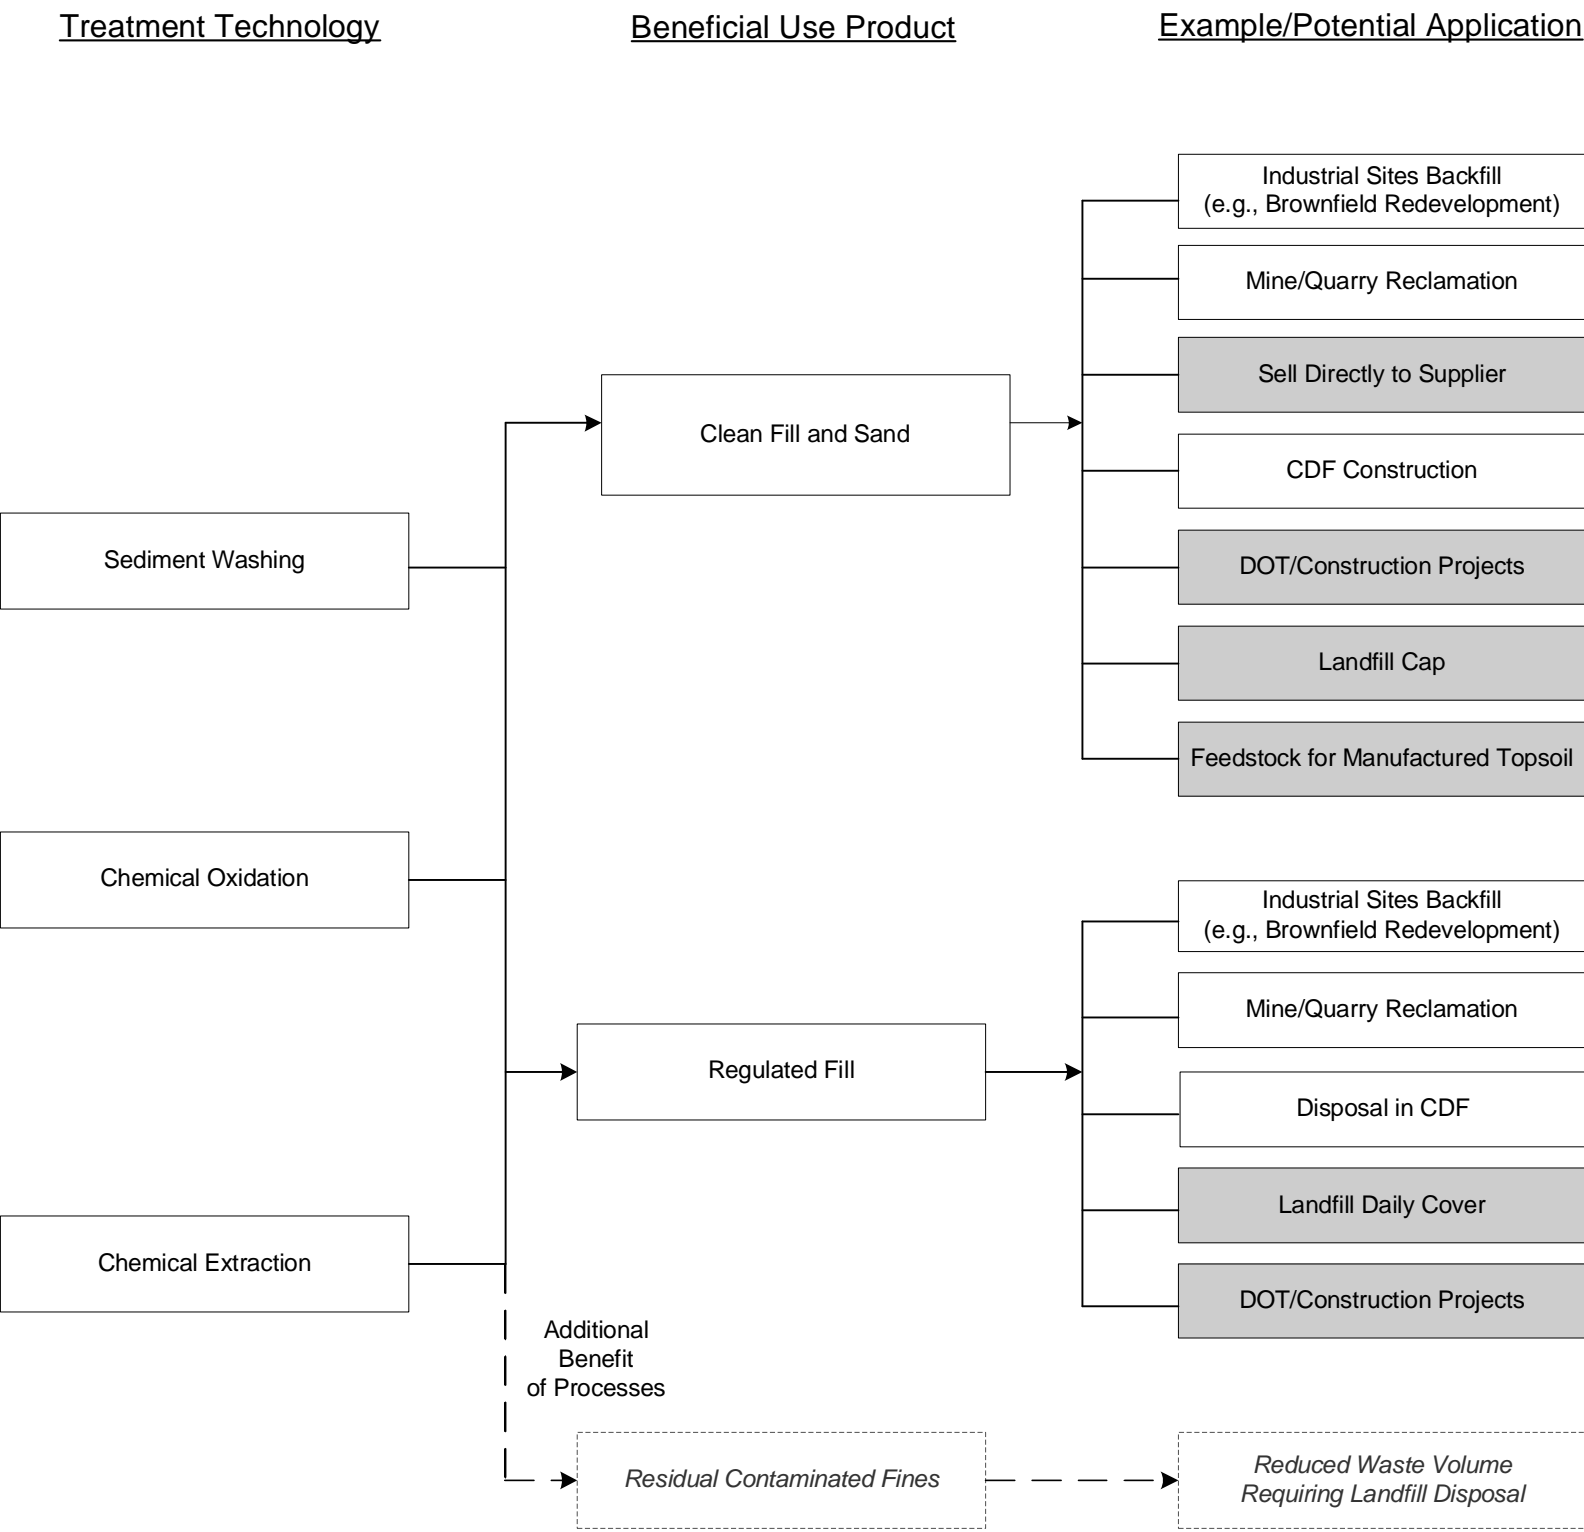 Treatment Technology
Beneficial Use Product
Example/Potential Application
Sediment Washing
Chemical Oxidation
Chemical Extraction
Additional
Benefit
of Processes
Clean Fill and Sand
Regulated Fill
Residual Contaminated Fines
Industrial Sites Backfill
(e.g., Brownfield Redevelopment)
Mine/Quarry Reclamation
Sell Directly to Supplier
CDF Construction
DOT/Construction Projects
Landfill Cap
Feedstock for Manufactured Topsoil
Industrial Sites Backfill
(e.g., Brownfield Redevelopment)
Mine/Quarry Reclamation
Disposal in CDF
Landfill Daily Cover
DOT/Construction Projects
Reduced Waste Volume
Requiring Landfill Disposal